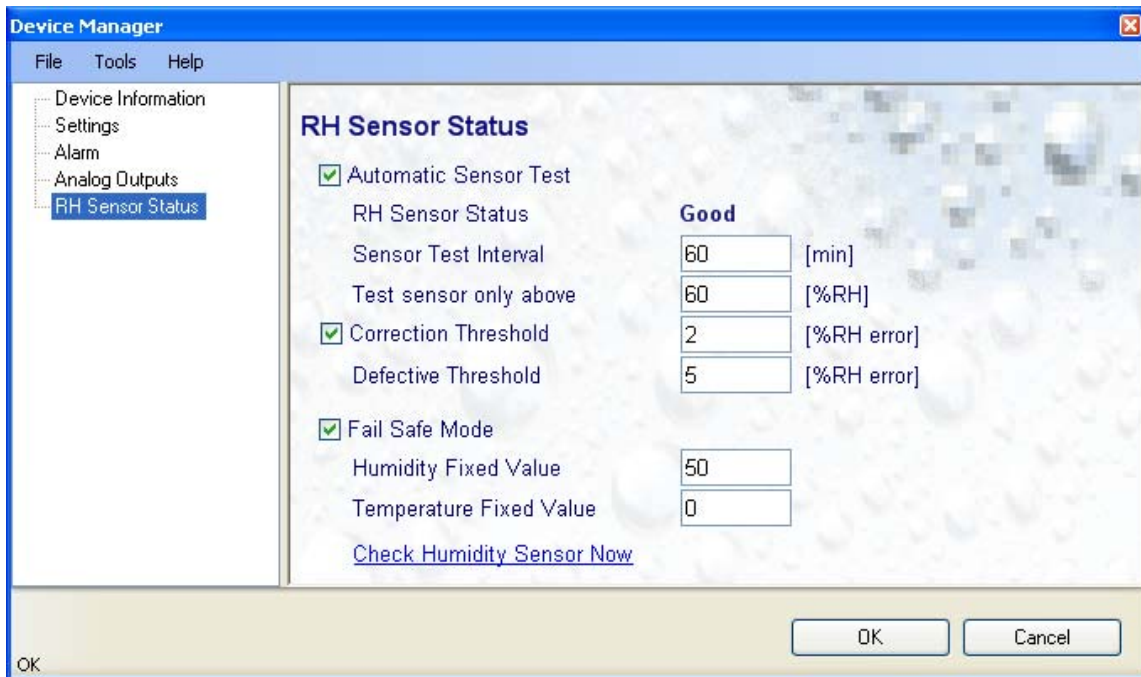 Device Manager
File Tools Help
Device Information
Settings
Alarm
Analog Outputs
RH Sensor Status
RH Sensor Status
Automatic Sensor Test
RH Sensor Status Good
Sensor Test Interval 60 [min]
Test sensor only above 60 [%RH]
Correction Threshold 2 [%RH error]
Defective Threshold 5 [%RH error]
Fail Safe Mode
Humidity Fixed Value 50
Temperature Fixed Value 0
Check Humidity Sensor Now
OK Cancel
OK